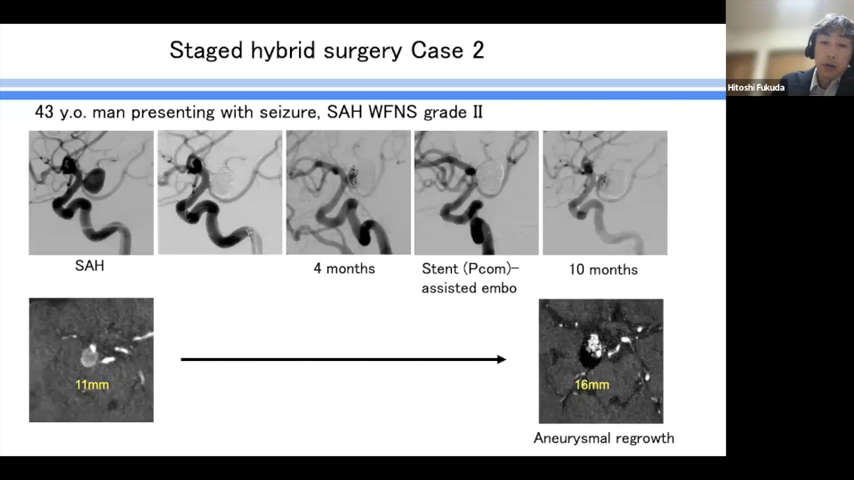 Staged hybrid surgery Case 2
Hitoshi Fukuda
43 y.o. man presenting with seizure, SAH WFNS grade II
SAH
4 months
Stent (Pcom)-
assisted embo
10 months
11mm
16mm
Aneurysmal regrowth